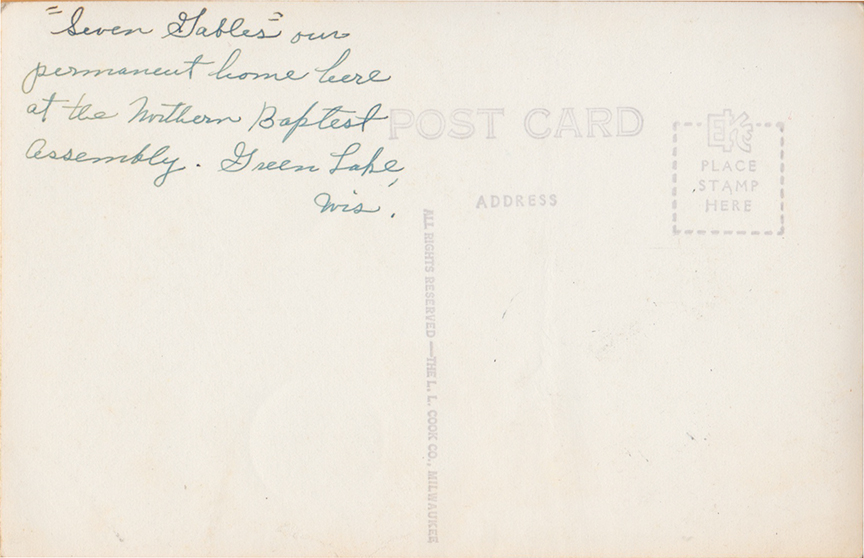 "Seven Gables" our
permanent home here
at the Northern Baptest
Assembly. Green Lake,
Wis.
POST CARD
ADDRESS
EKC
PLACE
STAMP
HERE
ALL RIGHTS RESERVED—THE L. L. COOK CO., MILWAUKEE